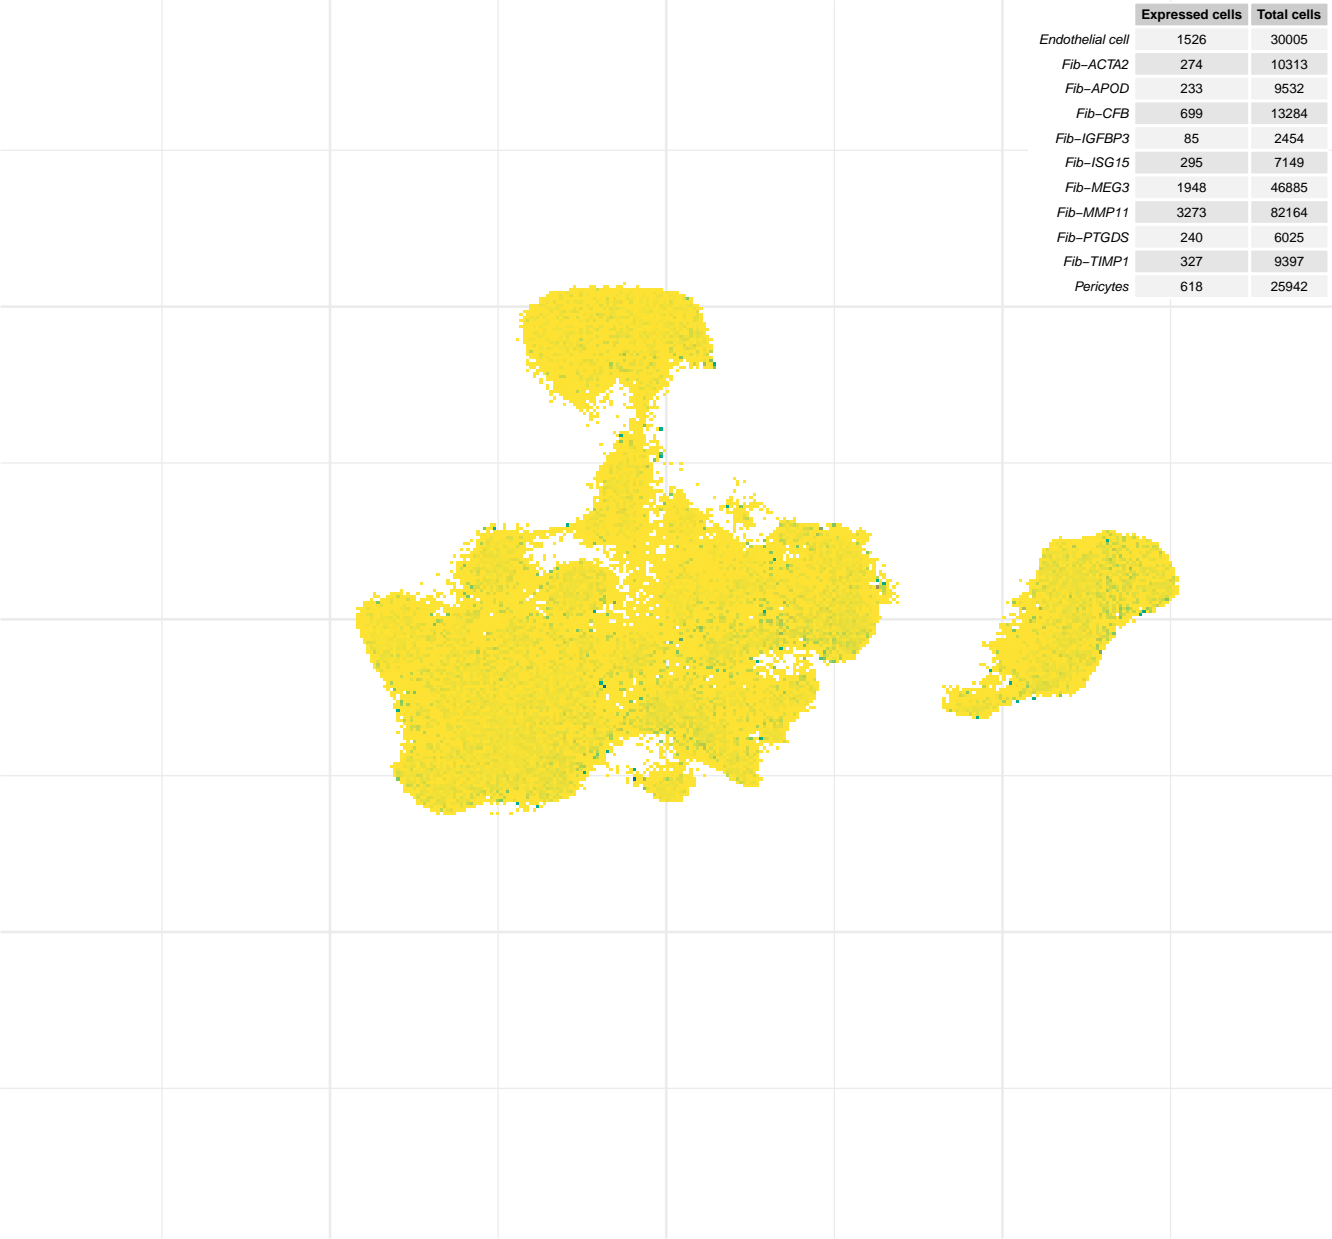 Expressed cells Total cells
Endothelial cell 1526 30005
Fib−ACTA2 274 10313
Fib−APOD 233 9532
Fib−CFB 699 13284
Fib−IGFBP3 85 2454
Fib−ISG15 295 7149
Fib−MEG3 1948 46885
Fib−MMP11 3273 82164
Fib−PTGDS 240 6025
Fib−TIMP1 327 9397
Pericytes 618 25942